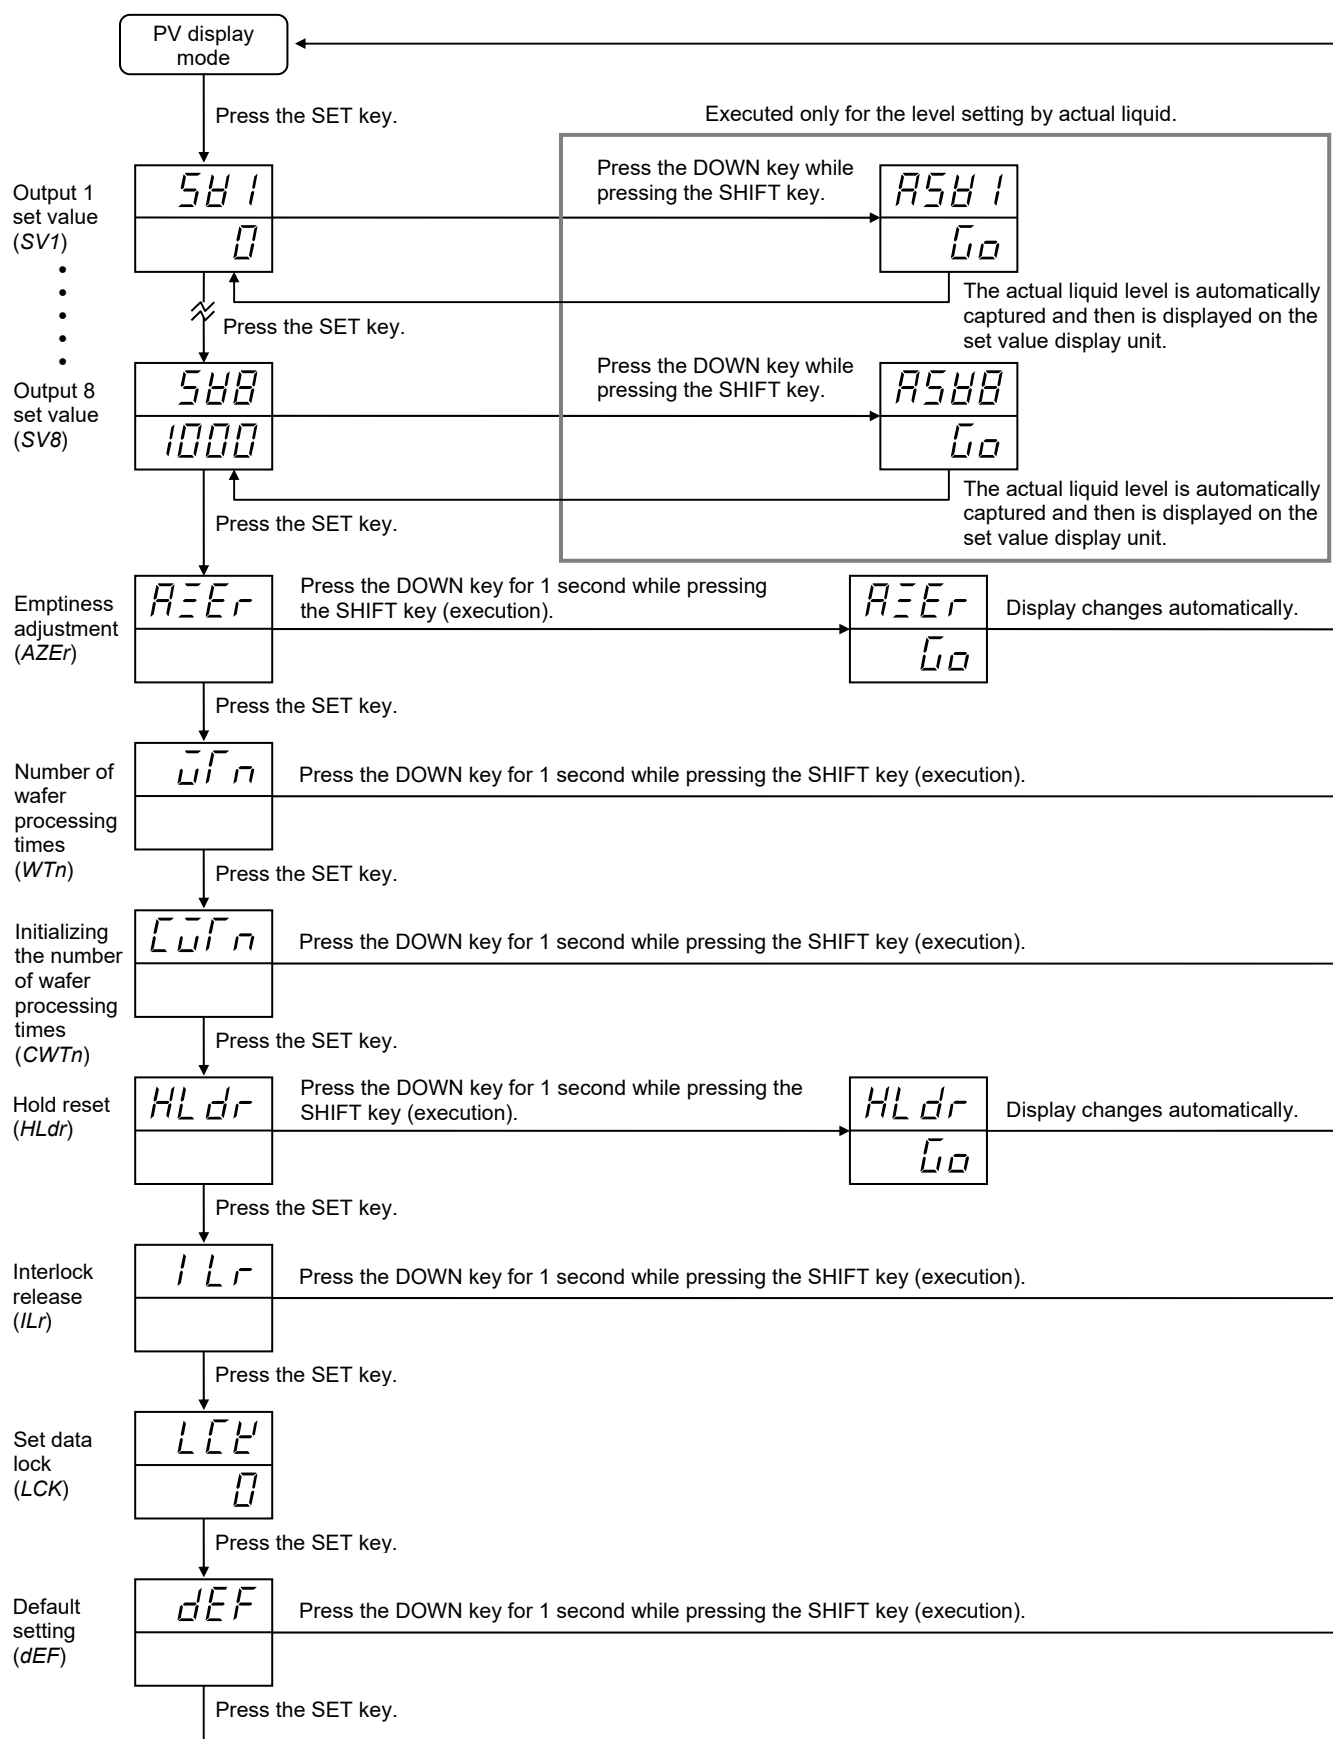 PV display
mode
Press the SET key.
Executed only for the level setting by actual liquid.
Output 1
set value
(SV1)
SV1
0
Press the DOWN key while
pressing the SHIFT key.
ASV1
Go
The actual liquid level is automatically
captured and then is displayed on the
set value display unit.
Press the SET key.
Output 8
set value
(SV8)
SV8
1000
Press the DOWN key while
pressing the SHIFT key.
ASV8
Go
The actual liquid level is automatically
captured and then is displayed on the
set value display unit.
Press the SET key.
Emptiness
adjustment
(AZEr)
AZEr
Press the DOWN key for 1 second while pressing
the SHIFT key (execution).
AZEr
Go
Display changes automatically.
Press the SET key.
Number of
wafer
processing
times
(WTn)
WTn
Press the DOWN key for 1 second while pressing the SHIFT key (execution).
Press the SET key.
Initializing
the number
of wafer
processing
times
(CWTn)
CWTn
Press the DOWN key for 1 second while pressing the SHIFT key (execution).
Press the SET key.
Hold reset
(HLdr)
HLdr
Press the DOWN key for 1 second while pressing the
SHIFT key (execution).
HLdr
Go
Display changes automatically.
Press the SET key.
Interlock
release
(ILr)
ILr
Press the DOWN key for 1 second while pressing the SHIFT key (execution).
Press the SET key.
Set data
lock
(LCK)
LCK
0
Press the SET key.
Default
setting
(dEF)
dEF
Press the DOWN key for 1 second while pressing the SHIFT key (execution).
Press the SET key.